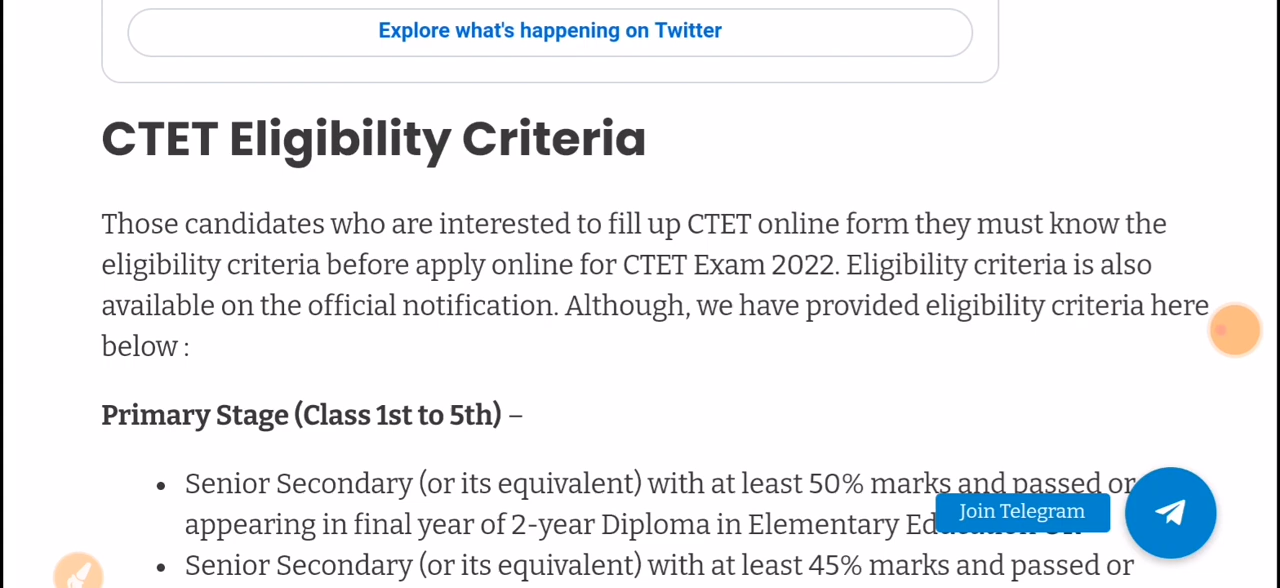 Explore what's happening on Twitter
CTET Eligibility Criteria
Those candidates who are interested to fill up CTET online form they must know the
eligibility criteria before apply online for CTET Exam 2022. Eligibility criteria is also
available on the official notification. Although, we have provided eligibility criteria here
below :
Primary Stage (Class 1st to 5th) –
• Senior Secondary (or its equivalent) with at least 50% marks and passed or
appearing in final year of 2-year Diploma in Elementary
Join Telegram
• Senior Secondary (or its equivalent) with at least 45% marks and passed or